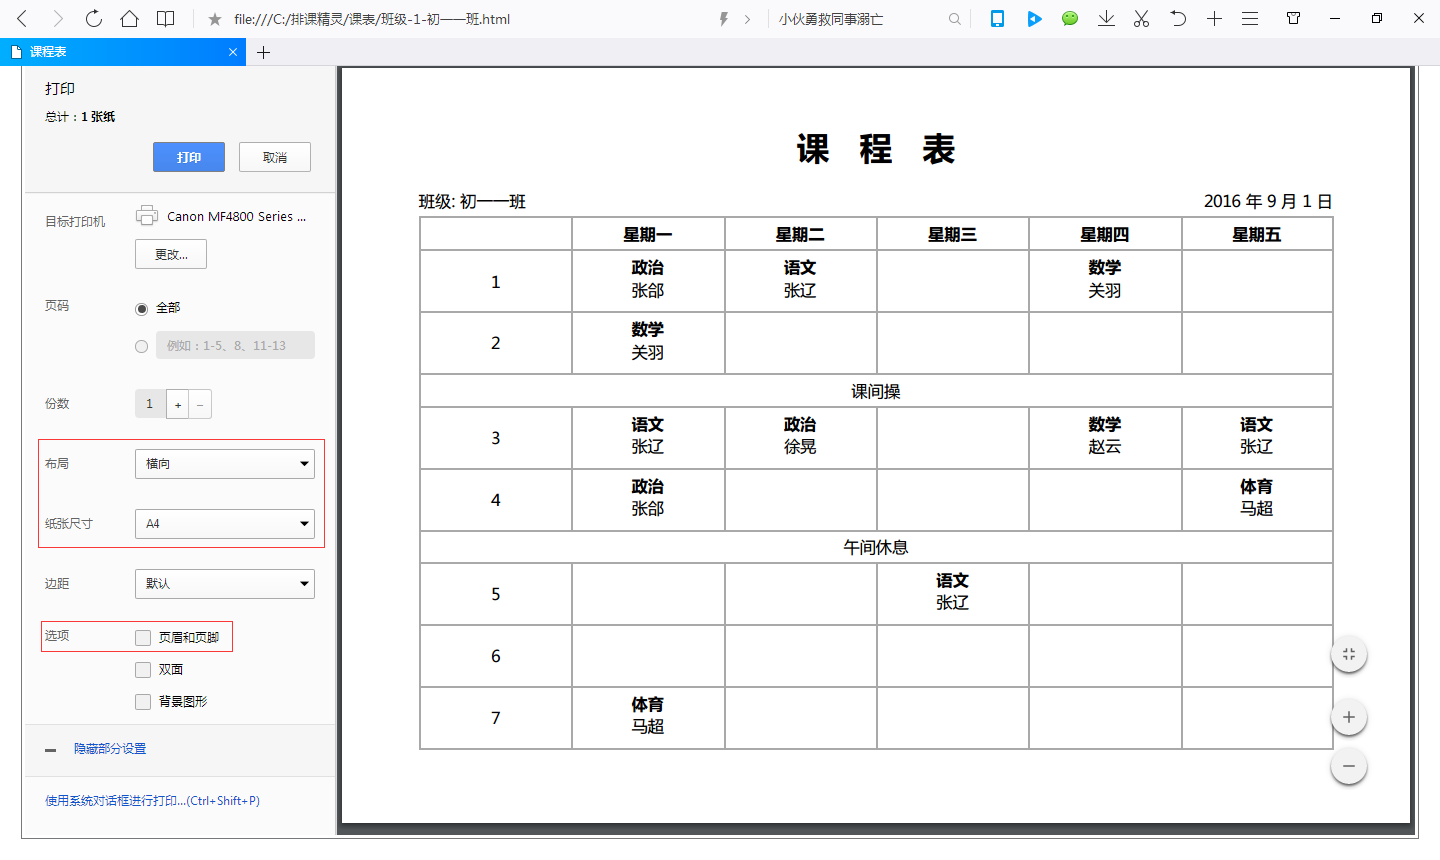 file:///C:/排课精灵/课表/班级-1-初一一班.html
小伙勇救同事溺亡
课程表
打印
总计：1 张纸
打印 取消
目标打印机 Canon MF4800 Series ...
更改...
页码 全部
例如：1-5、8、11-13
份数 1 + −
布局 横向
纸张尺寸 A4
边距 默认
选项 页眉和页脚
双面
背景图形
隐藏部分设置
使用系统对话框进行打印...(Ctrl+Shift+P)
课 程 表
班级: 初一一班 2016 年 9 月 1 日
星期一 星期二 星期三 星期四 星期五
政治 语文 数学
1
张郃 张辽 关羽
数学
2
关羽
课间操
语文 政治 数学 语文
3
张辽 徐晃 赵云 张辽
政治 体育
4
张郃 马超
午间休息
语文
5
张辽
6
体育
7
马超